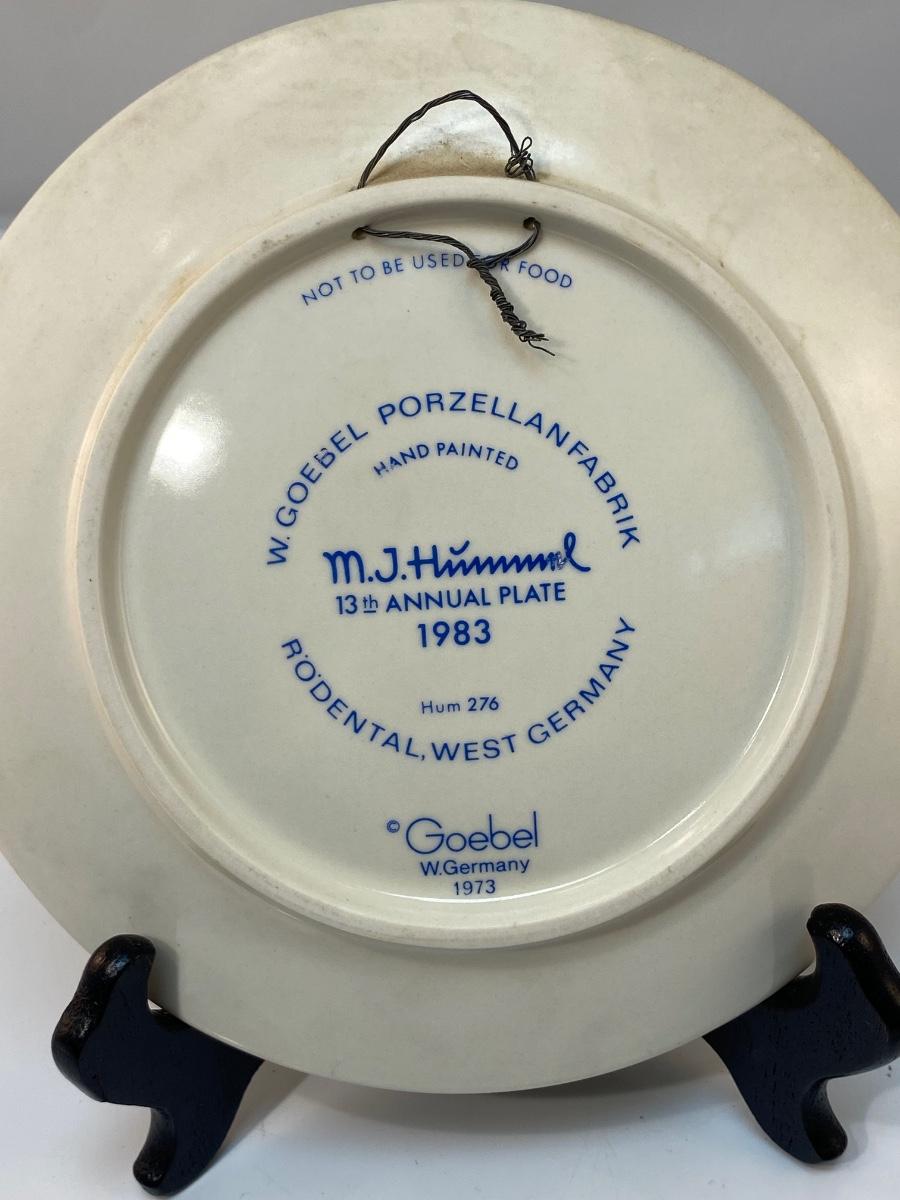 NOT TO BE USED FOR FOOD
W. GOEBEL PORZELLANFABRIK
HAND PAINTED
M.J.Hummel
13th ANNUAL PLATE
1983
Hum 276
RÖDENTAL, WEST GERMANY
© Goebel
W.Germany
1973